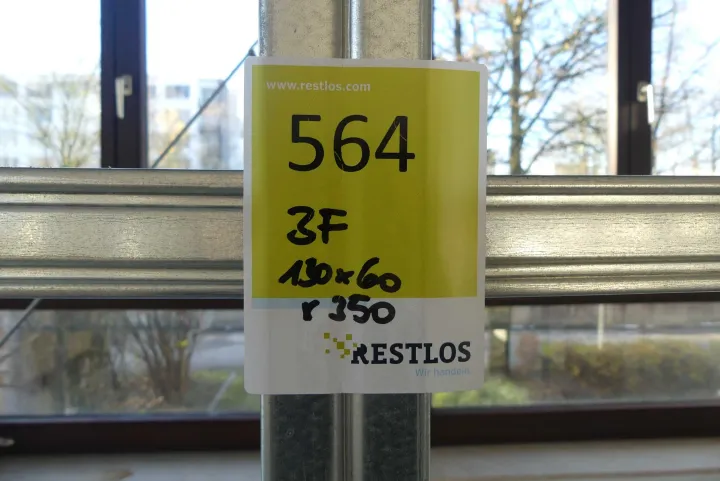 www.restlos.com
564
3F
130x60
r 350
RESTLOS
Wir handeln.